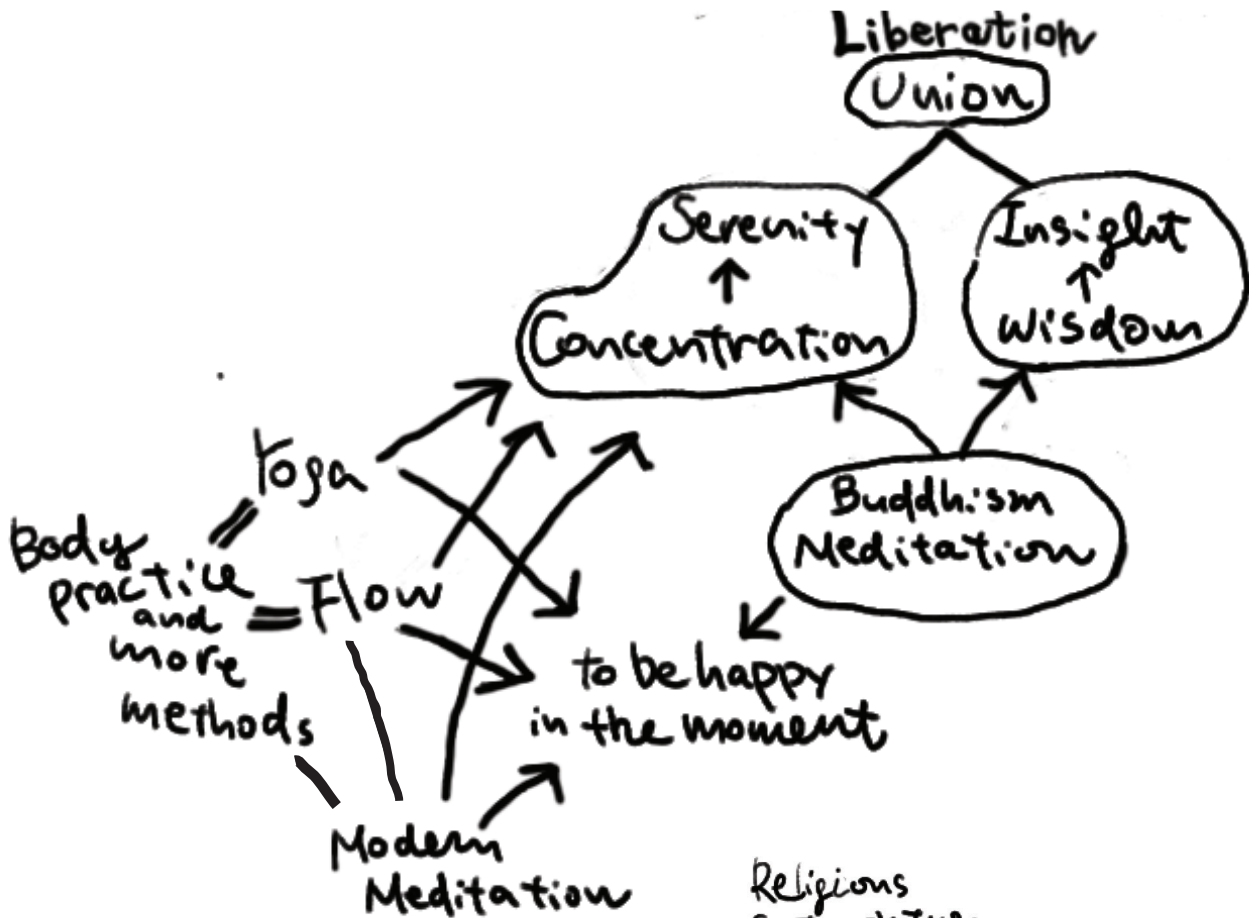 Liberation
Union
Serenity
Concentration
Insight
Wisdom
Yoga
Body
practice
and
more
methods
Flow
Buddhism
Meditation
to be happy
in the moment
Modern
Meditation
Religions